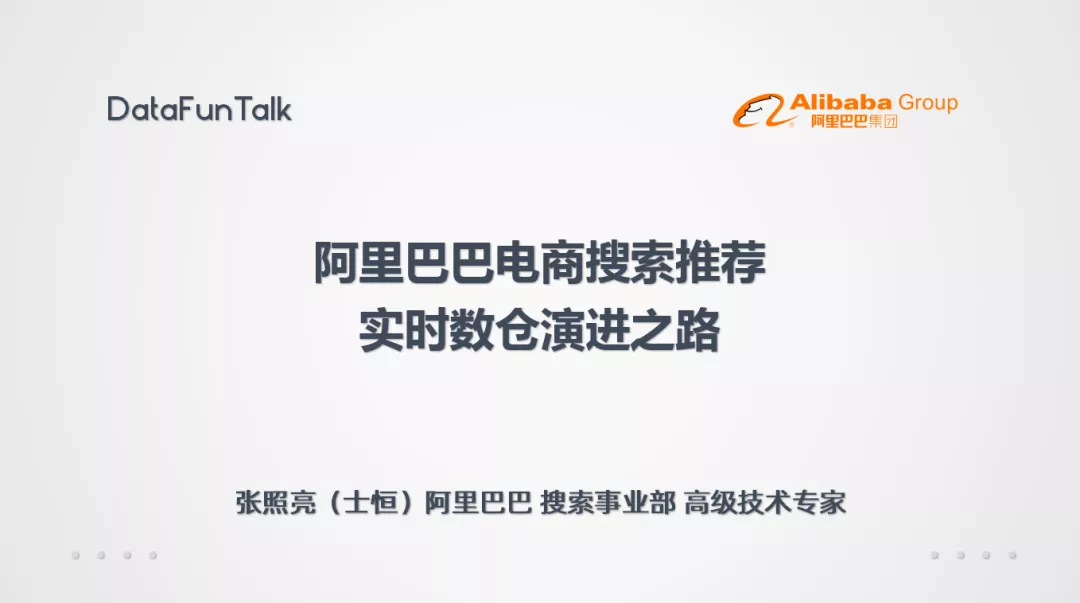 DataFunTalk
Alibaba Group
阿里巴巴集团
阿里巴巴电商搜索推荐
实时数仓演进之路
张照亮（士恒）阿里巴巴 搜索事业部 高级技术专家